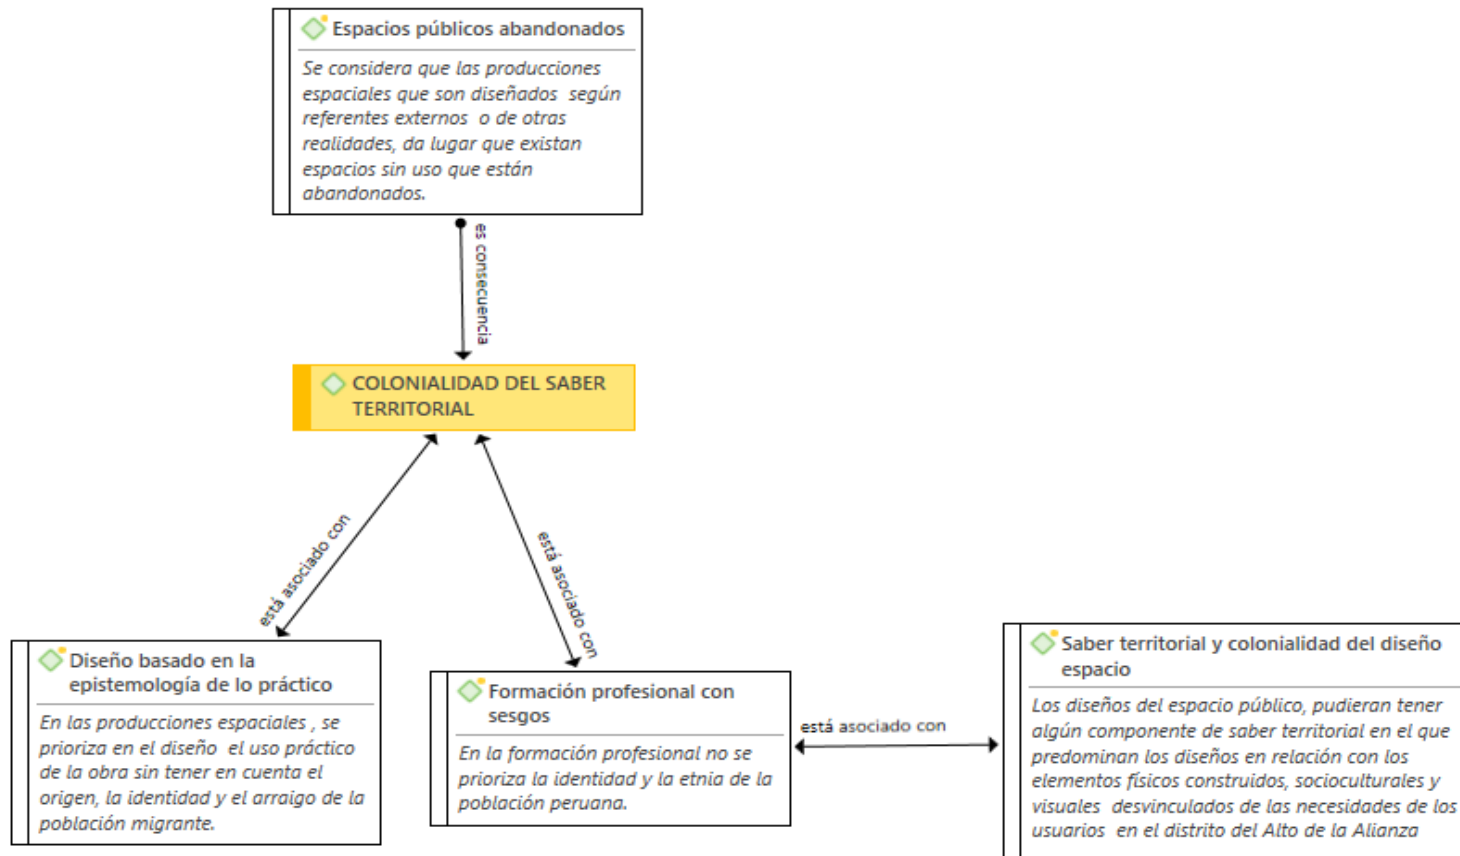 Espacios públicos abandonados
Se considera que las producciones
espaciales que son diseñados según
referentes externos o de otras
realidades, da lugar que existan
espacios sin uso que están
abandonados.
es consecuencia
COLONIALIDAD DEL SABER
TERRITORIAL
está asociado con
está asociado con
Diseño basado en la
epistemología de lo práctico
En las producciones espaciales , se
prioriza en el diseño el uso práctico
de la obra sin tener en cuenta el
origen, la identidad y el arraigo de la
población migrante.
Formación profesional con
sesgos
En la formación profesional no se
prioriza la identidad y la etnia de la
población peruana.
está asociado con
Saber territorial y colonialidad del diseño
espacio
Los diseños del espacio público, pudieran tener
algún componente de saber territorial en el que
predominan los diseños en relación con los
elementos físicos construidos, socioculturales y
visuales desvinculados de las necesidades de los
usuarios en el distrito del Alto de la Alianza